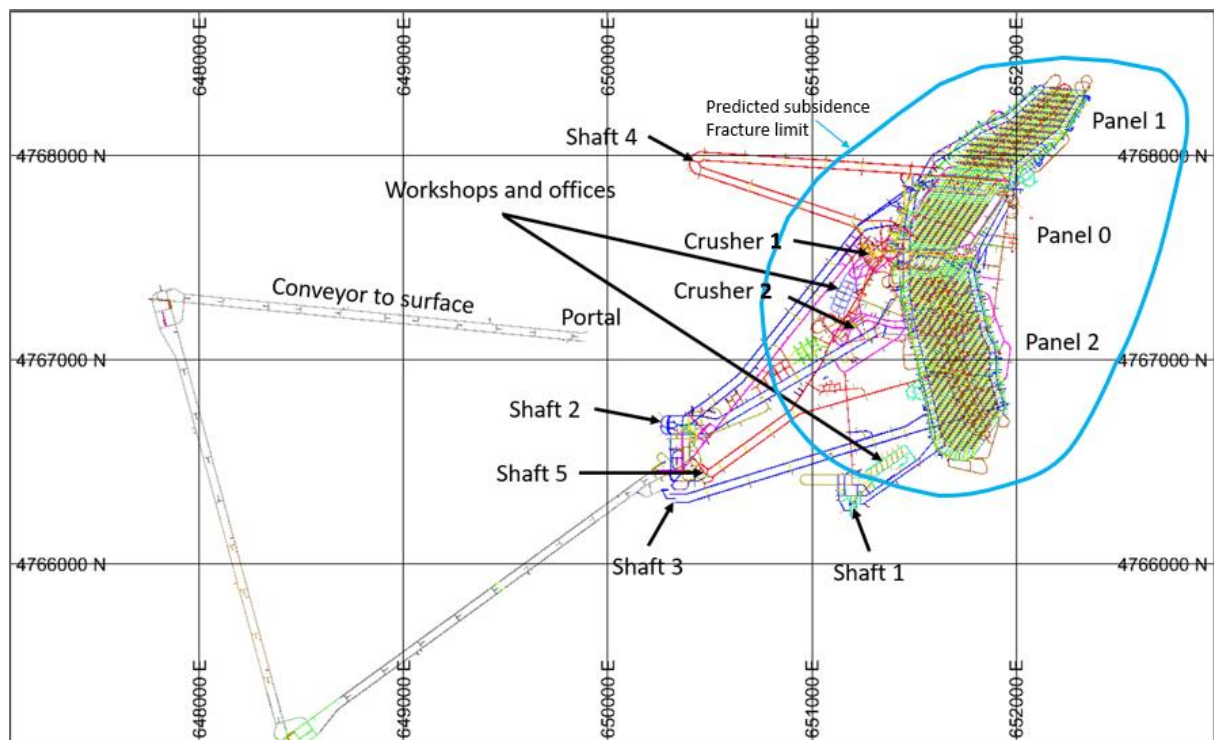 648000 E
649000 E
650000 E
651000 E
652000 E
Predicted subsidence
Fracture limit
Panel 1
Shaft 4
4768000 N
4768000 N
Workshops and offices
Crusher 1
Panel 0
Crusher 2
Conveyor to surface
Portal
Panel 2
4767000 N
4767000 N
Shaft 2
Shaft 5
Shaft 3
Shaft 1
4766000 N
4766000 N
648000 E
649000 E
650000 E
651000 E
652000 E